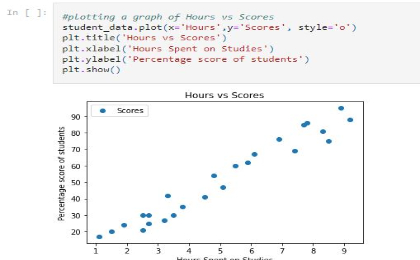 In [ ]:
#plotting a graph of Hours vs Scores
student_data.plot(x='Hours',y='Scores', style='o')
plt.title('Hours vs Scores')
plt.xlabel('Hours Spent on Studies')
plt.ylabel('Percentage score of students')
plt.show()
Hours vs Scores
Scores
Percentage score of students
90
80
70
60
50
40
30
20
1 2 3 4 5 6 7 8 9
Hours Spent on Studies